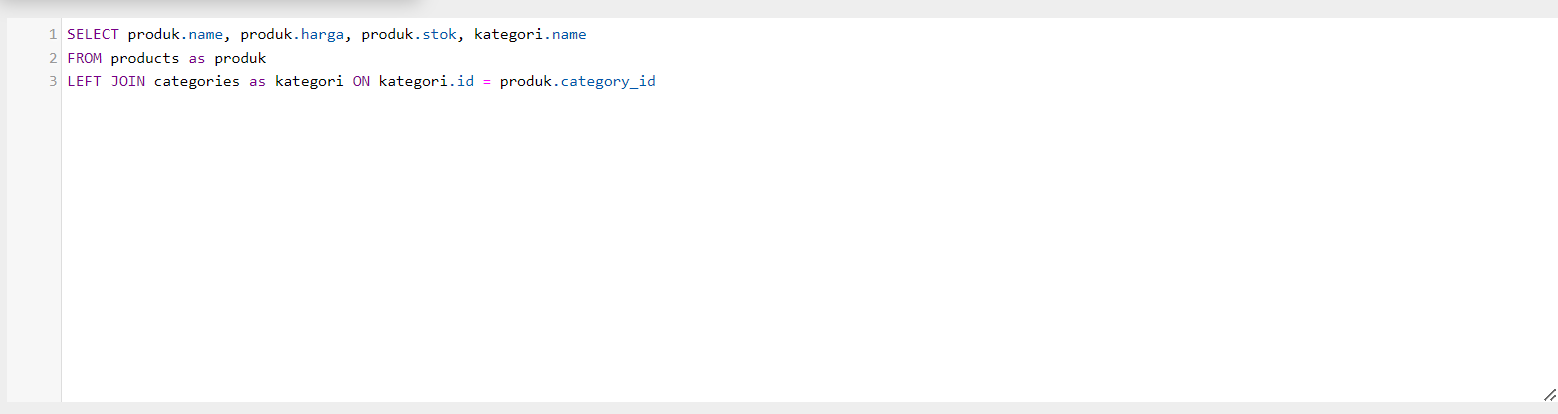 1 SELECT produk.name, produk.harga, produk.stok, kategori.name
2 FROM products as produk
3 LEFT JOIN categories as kategori ON kategori.id = produk.category_id